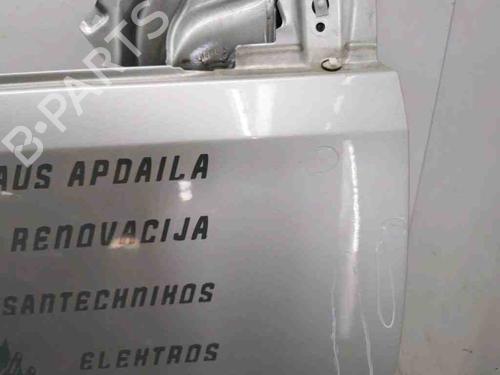 B-PARTS
AUS APDAILA
RENOVACIJA
SANTECHNIKOS
ELEKTROS